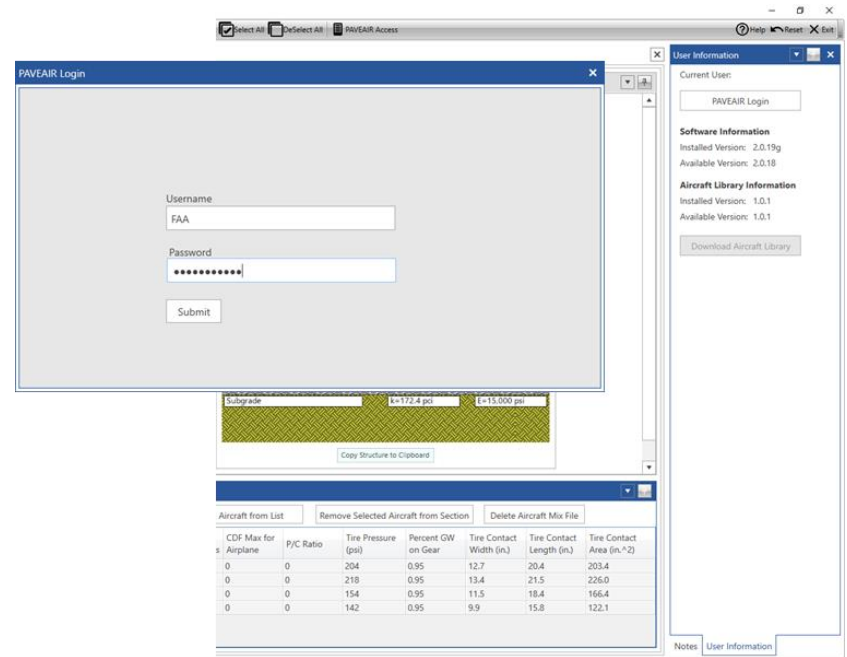 Select All DeSelect All PAVEAIR Access Help Reset Exit
PAVEAIR Login
Username
FAA
Password
•••••••••••
Submit
User Information
Current User:
PAVEAIR Login
Software Information
Installed Version: 2.0.19g
Available Version: 2.0.18
Aircraft Library Information
Installed Version: 1.0.1
Available Version: 1.0.1
Download Aircraft Library
Subgrade k=172.4 pci E=15,000 psi
Copy Structure to Clipboard
Aircraft from List Remove Selected Aircraft from Section Delete Aircraft Mix File
s CDF Max for Airplane P/C Ratio Tire Pressure (psi) Percent GW on Gear Tire Contact Width (in.) Tire Contact Length (in.) Tire Contact Area (in.^2)
0 0 204 0.95 12.7 20.4 203.4
0 0 218 0.95 13.4 21.5 226.0
0 0 154 0.95 11.5 18.4 166.4
0 0 142 0.95 9.9 15.8 122.1
Notes User Information